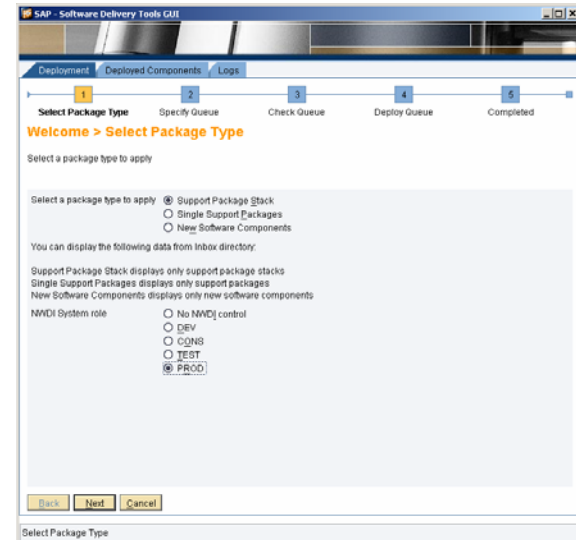 SAP - Software Delivery Tools GUI
Deployment Deployed Components Logs
1 2 3 4 5
Select Package Type Specify Queue Check Queue Deploy Queue Completed
Welcome > Select Package Type
Select a package type to apply
Select a package type to apply Support Package Stack
Single Support Packages
New Software Components
You can display the following data from Inbox directory:
Support Package Stack displays only support package stacks
Single Support Packages displays only support packages
New Software Components displays only new software components
NWDI System role No NWDI control
DEV
CONS
TEST
PROD
Back Next Cancel
Select Package Type